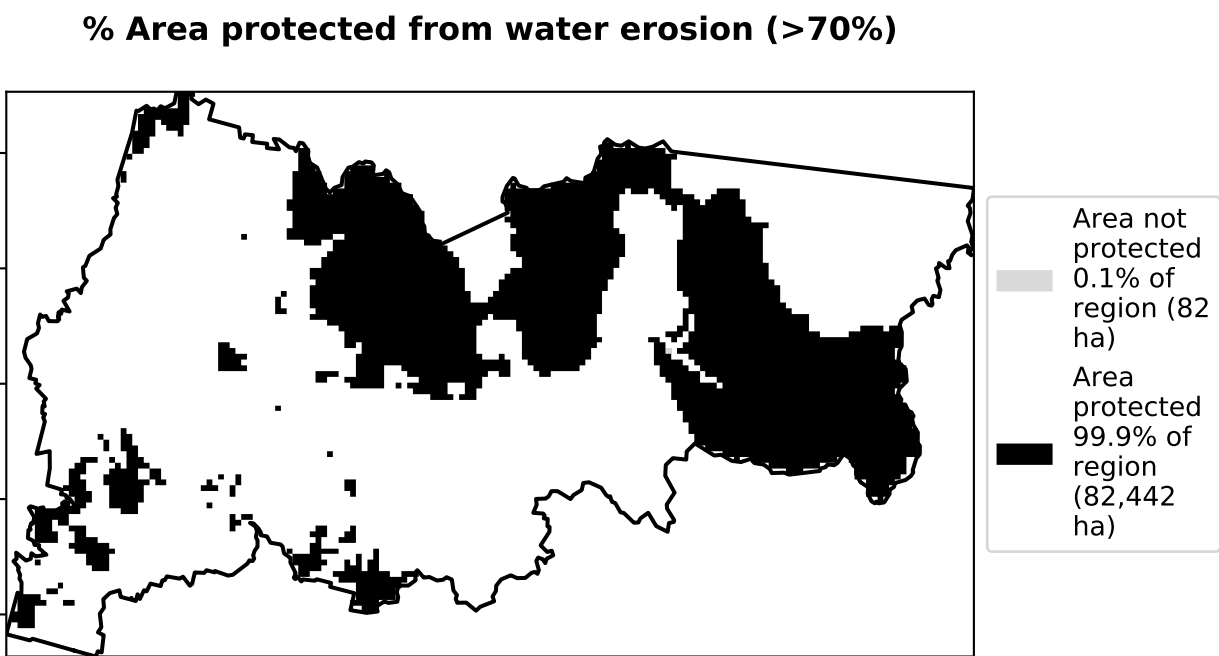 % Area protected from water erosion (>70%)
Area not
protected
0.1% of
region (82
ha)
Area
protected
99.9% of
region
(82,442
ha)